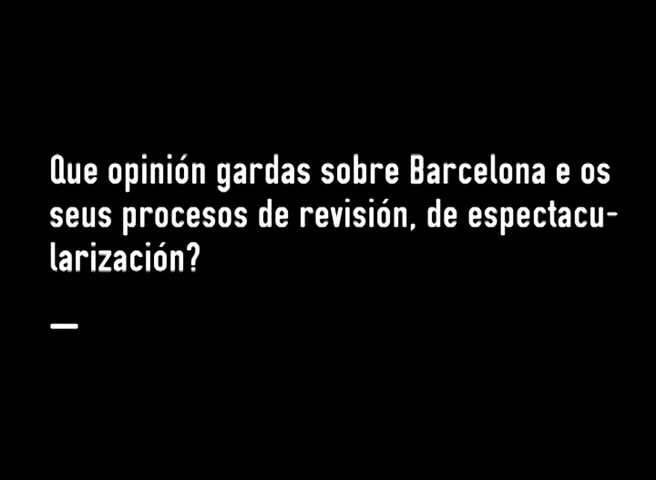 Que opinión gardas sobre Barcelona e os
seus procesos de revisión, de espectacu-
larización?